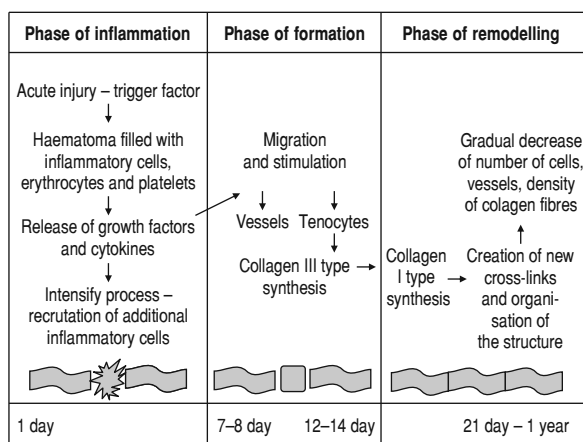 Phase of inflammation
Acute injury – trigger factor
Haematoma filled with
inflammatory cells,
erythrocytes and platelets
Release of growth factors
and cytokines
Intensify process –
recrutation of additional
inflammatory cells
1 day
Phase of formation
Migration
and stimulation
Vessels Tenocytes
Collagen III type
synthesis
7–8 day 12–14 day
Phase of remodelling
Collagen
I type
synthesis
Creation of new
cross-links
and organi-
sation of
the structure
Gradual decrease
of number of cells,
vessels, density
of colagen fibres
21 day – 1 year